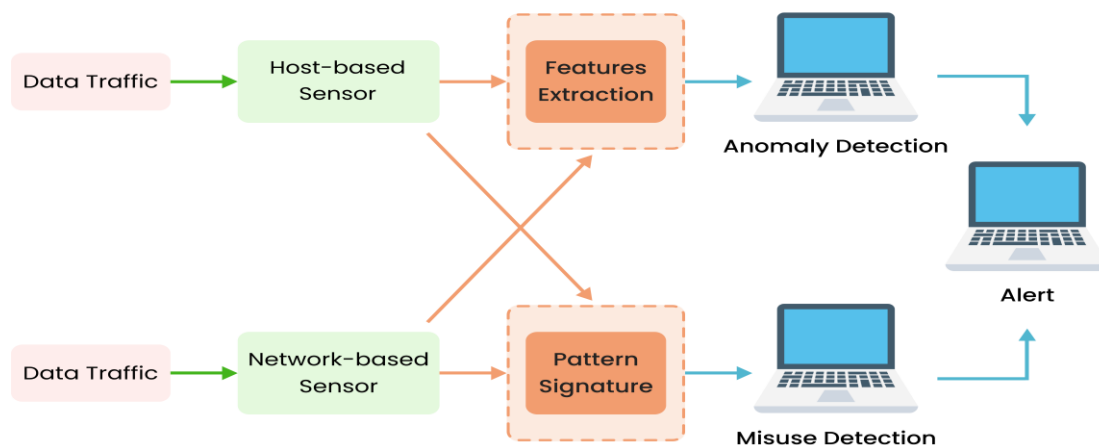 Data Traffic
Host-based
Sensor
Features
Extraction
Anomaly Detection
Alert
Data Traffic
Network-based
Sensor
Pattern
Signature
Misuse Detection